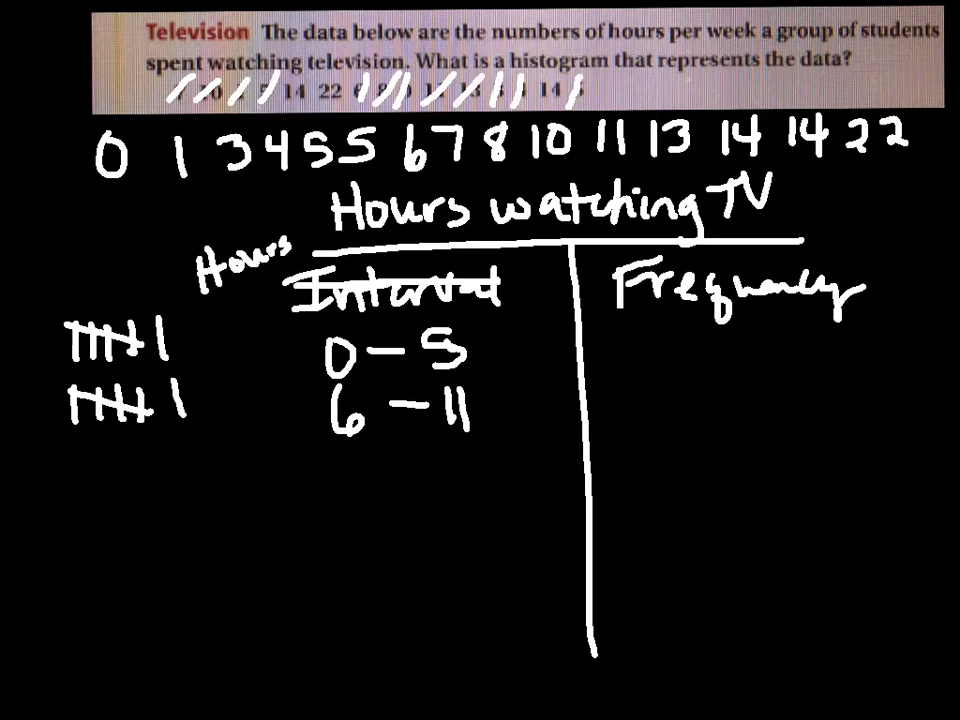 Television The data below are the numbers of hours per week a group of students
spent watching television. What is a histogram that represents the data?
14 22 14
0 1 3 4 5 5 6 7 8 10 11 13 14 14 22
Hours watching TV
Hours Interval Frequency
0 - 5
6 - 11